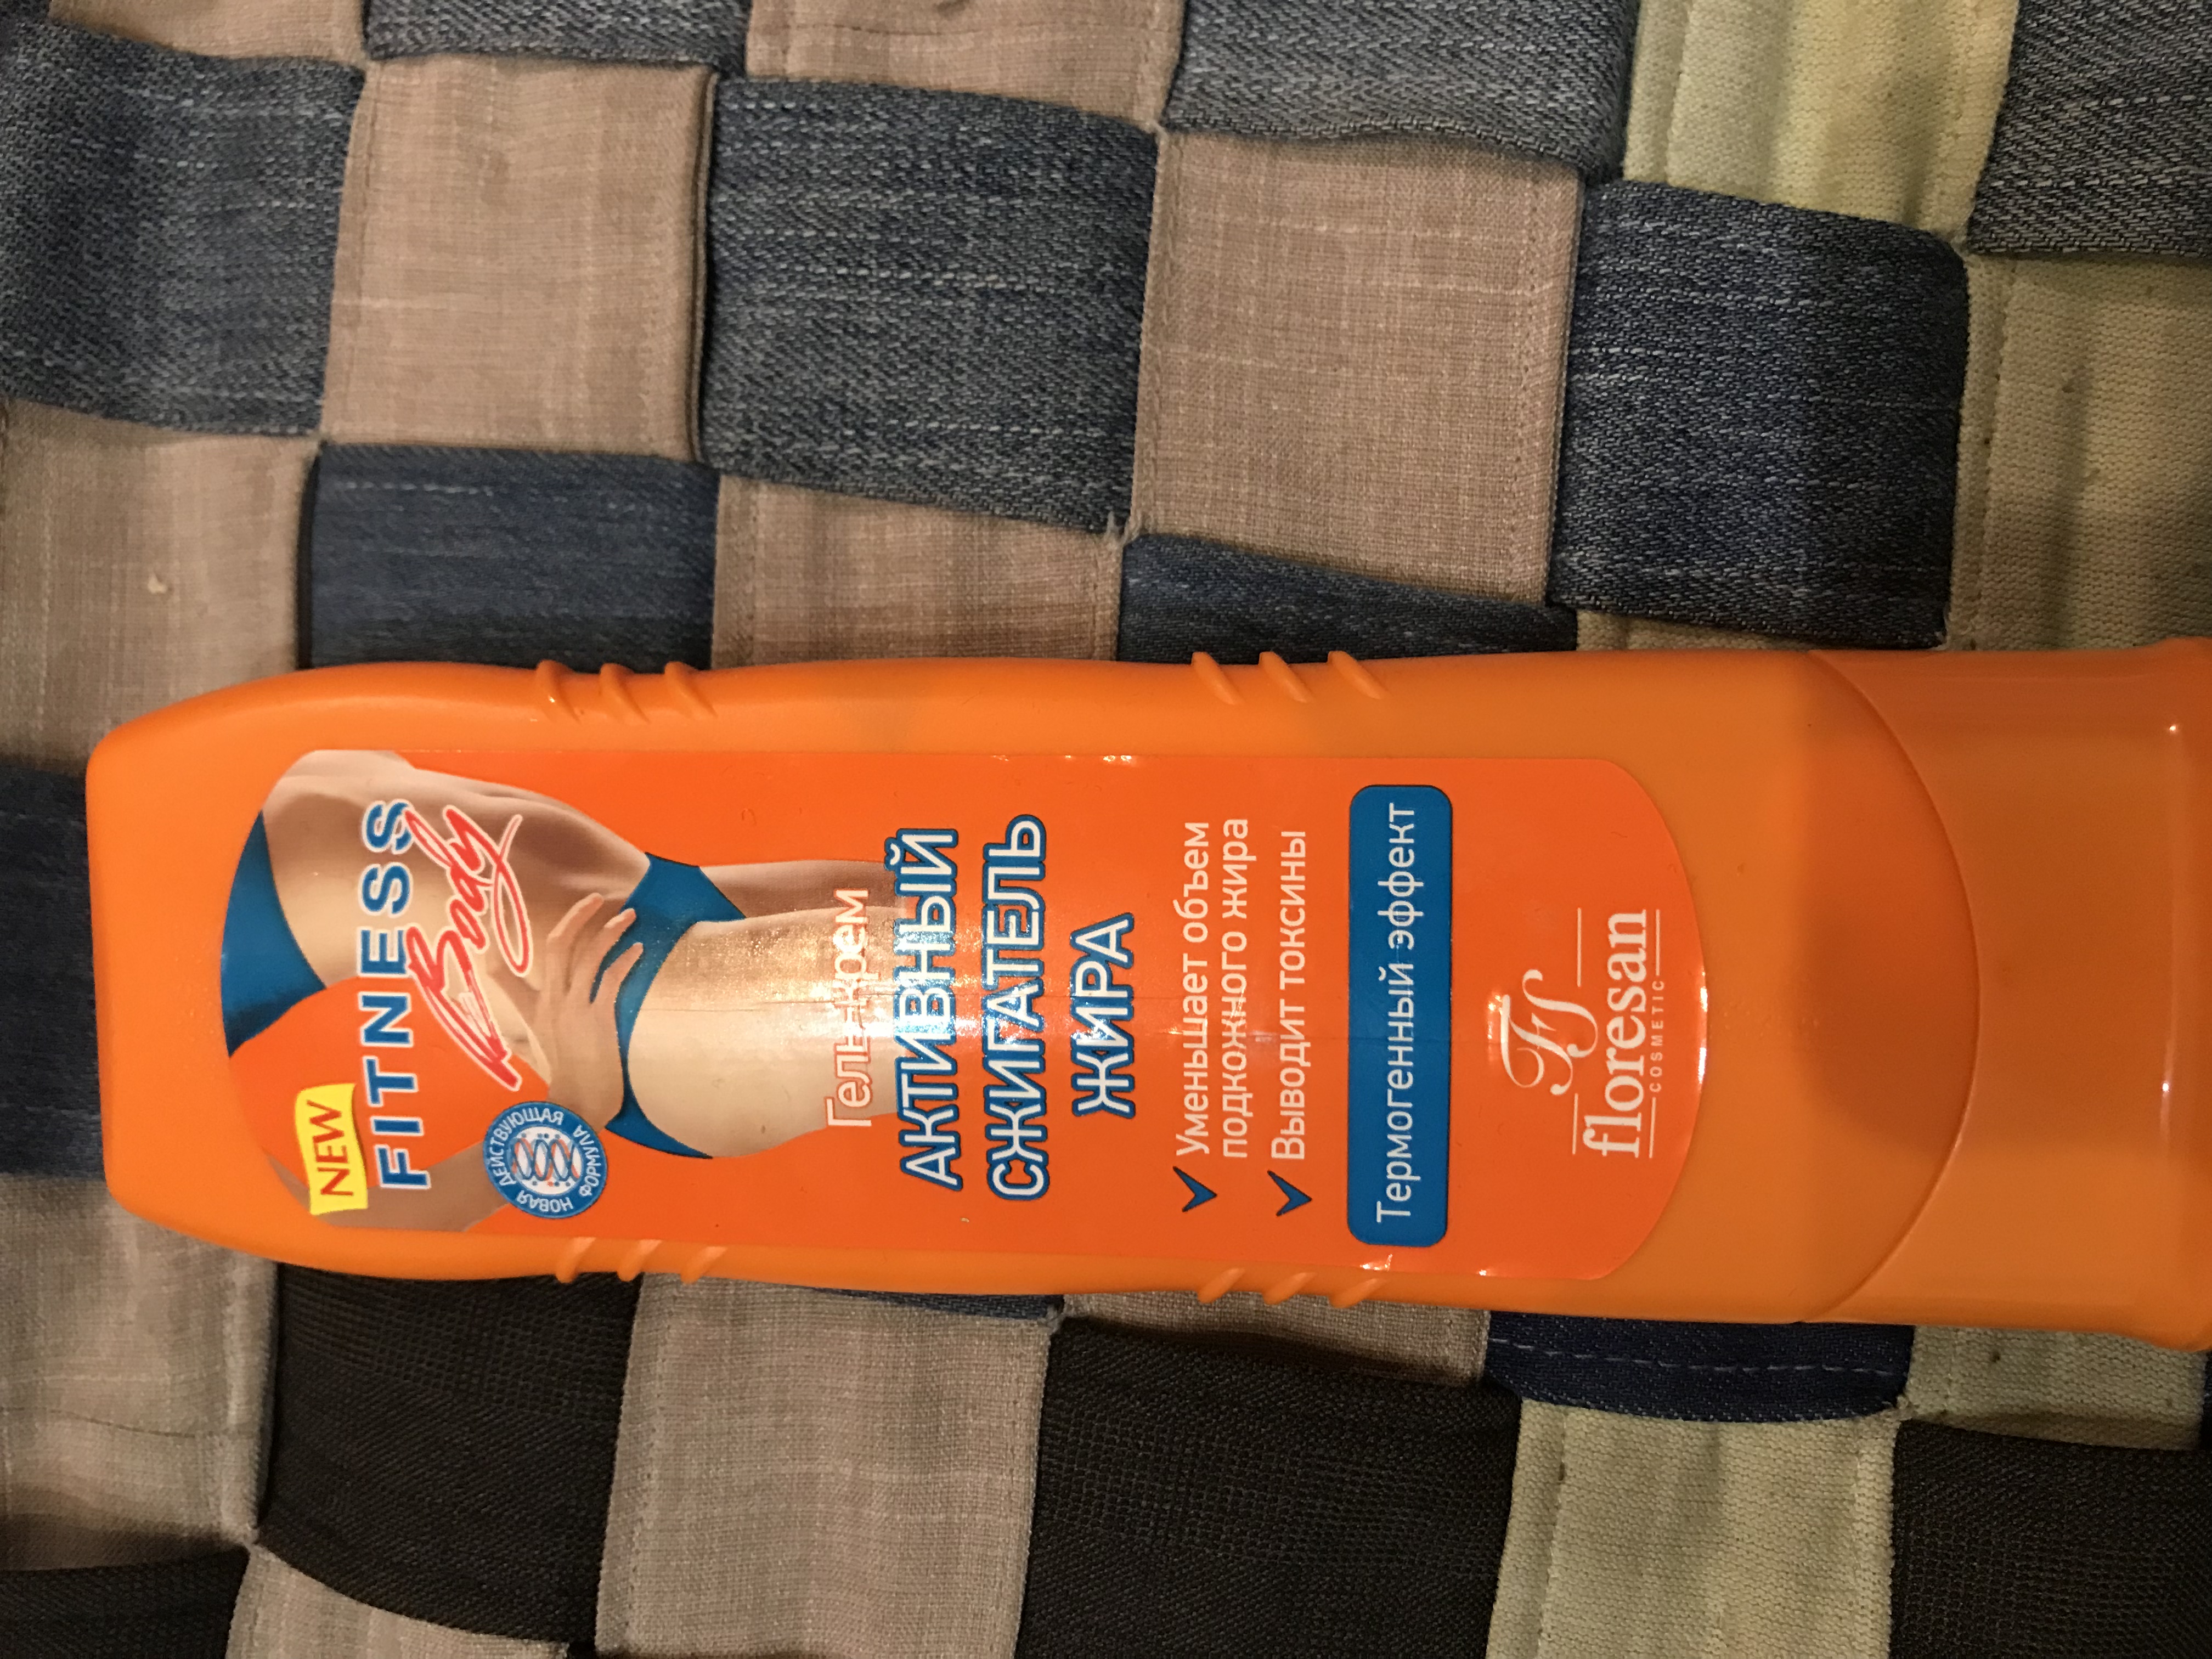 NEW
FITNESS
Body
НОВАЯ ДЕЙСТВУЮЩАЯ
ФОРМУЛА
Гель-крем
АКТИВНЫЙ
СЖИГАТЕЛЬ
ЖИРА
Уменьшает объем
подкожного жира
Выводит токсины
Термогенный эффект
FS
floresan
COSMETIC